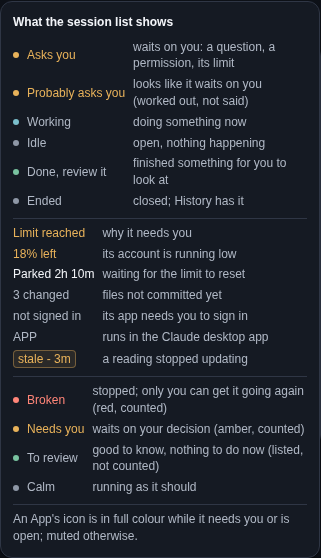 What the session list shows
Asks you waits on you: a question, a
permission, its limit
Probably asks you looks like it waits on you
(worked out, not said)
Working doing something now
Idle open, nothing happening
Done, review it finished something for you to
look at
Ended closed; History has it
Limit reached why it needs you
18% left its account is running low
Parked 2h 10m waiting for the limit to reset
3 changed files not committed yet
not signed in its app needs you to sign in
APP runs in the Claude desktop app
stale - 3m a reading stopped updating
Broken stopped; only you can get it going again
(red, counted)
Needs you waits on your decision (amber, counted)
To review good to know, nothing to do now (listed,
not counted)
Calm running as it should
An App's icon is in full colour while it needs you or is
open; muted otherwise.